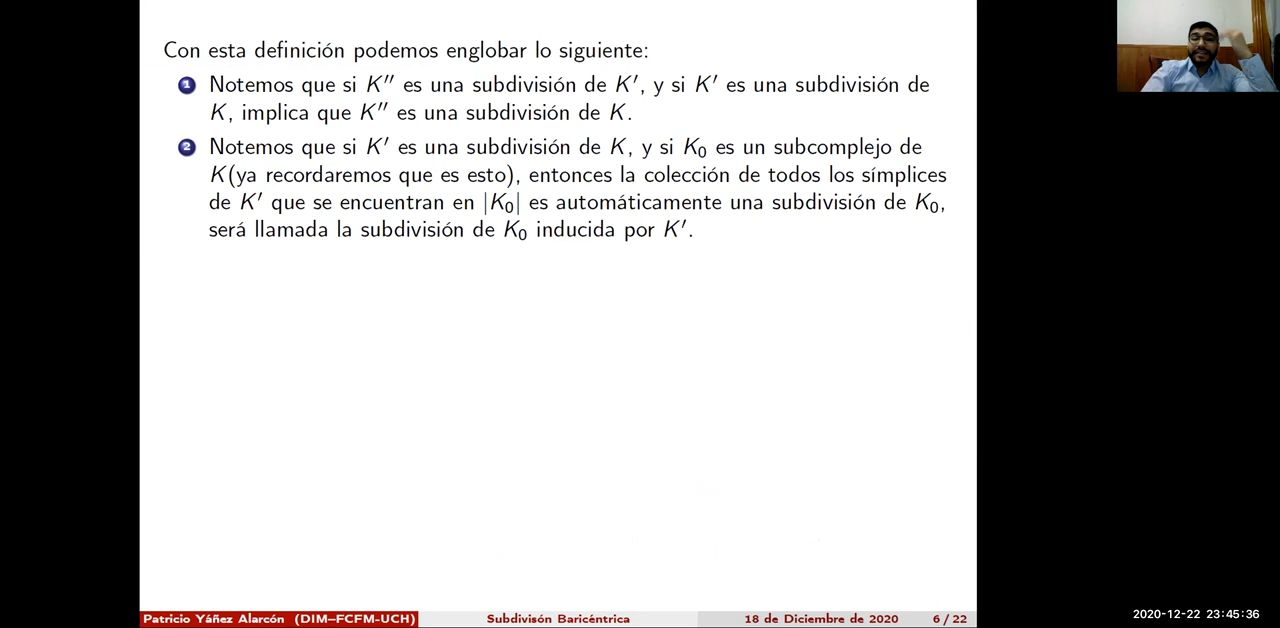 Con esta definición podemos englobar lo siguiente:
1 Notemos que si K′′ es una subdivisión de K′, y si K′ es una subdivisión de
K, implica que K′′ es una subdivisión de K.
2 Notemos que si K′ es una subdivisión de K, y si K₀ es un subcomplejo de
K(ya recordaremos que es esto), entonces la colección de todos los símplices
de K′ que se encuentran en |K₀| es automáticamente una subdivisión de K₀,
será llamada la subdivisión de K₀ inducida por K′.
Patricio Yáñez Alarcón (DIM–FCFM-UCH) Subdivisón Baricéntrica 18 de Diciembre de 2020 6 / 22
2020-12-22 23:45:36